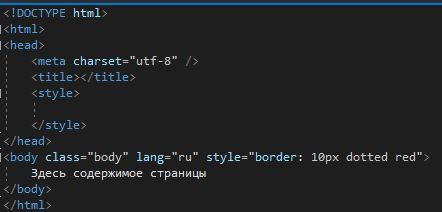 <!DOCTYPE html>
<html>
<head>
<meta charset="utf-8" />
<title></title>
<style>
</style>
</head>
<body class="body" lang="ru" style="border: 10px dotted red">
Здесь содержимое страницы
</body>
</html>